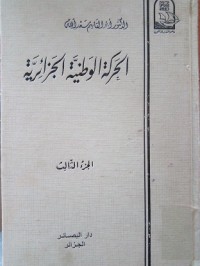 الدكتور أبو القاسم سعد الله
الحركة الوطنية الجزائرية
الجزء الثالث
دار البصائر
الجزائر